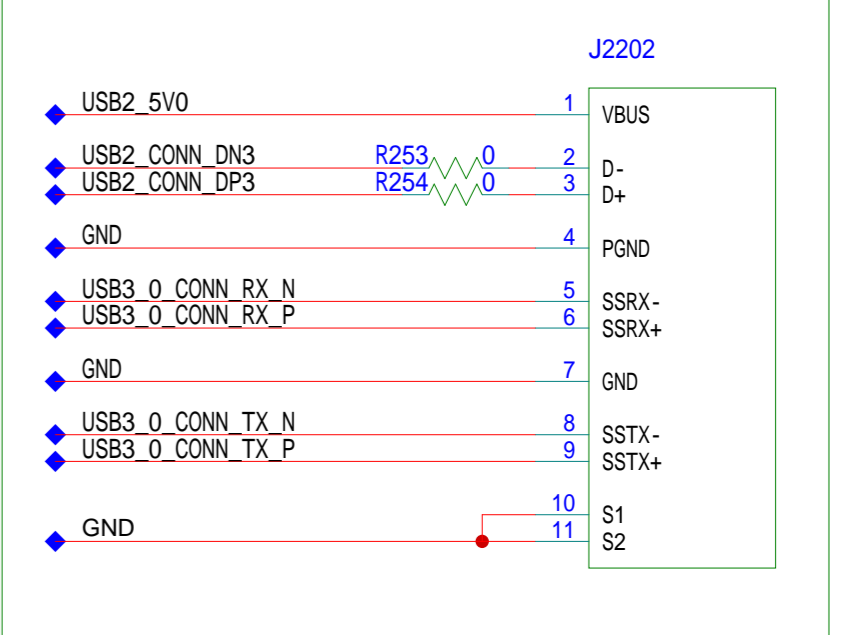 J2202
USB2_5V0 1 VBUS
USB2_CONN_DN3 R253 0 2 D-
USB2_CONN_DP3 R254 0 3 D+
GND 4 PGND
USB3_0_CONN_RX_N 5 SSRX-
USB3_0_CONN_RX_P 6 SSRX+
GND 7 GND
USB3_0_CONN_TX_N 8 SSTX-
USB3_0_CONN_TX_P 9 SSTX+
10 S1
GND 11 S2